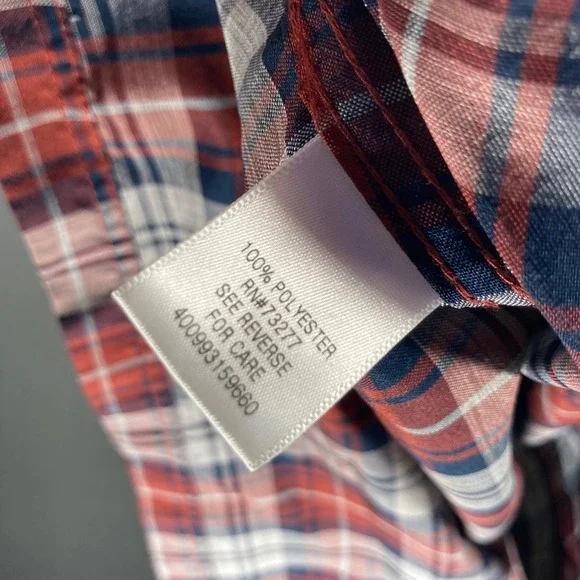 100% POLYESTER
RN#73277
SEE REVERSE
FOR CARE
400993159660